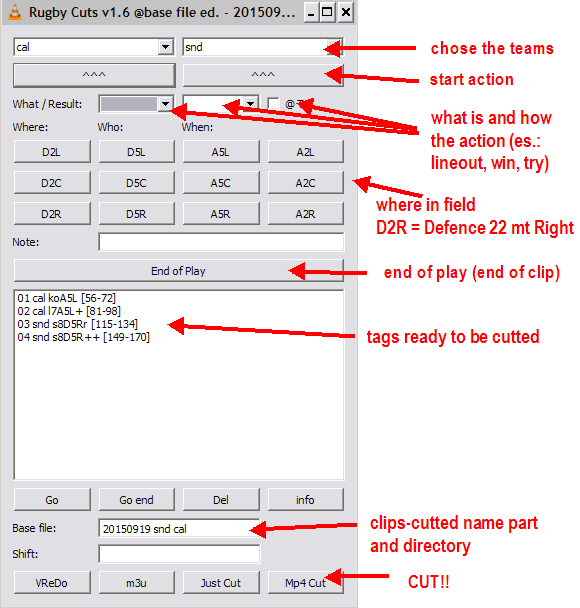 Rugby Cuts v1.6 @base file ed. - 201509...
cal
snd
chose the teams
^^^
^^^
start action
What / Result:
what is and how
the action (es.:
lineout, win, try)
Where:
Who:
When:
D2L
D5L
A5L
A2L
D2C
D5C
A5C
A2C
where in field
D2R = Defence 22 mt Right
D2R
D5R
A5R
A2R
Note:
End of Play
end of play (end of clip)
01 cal koA5L [56-72]
02 cal l7A5L+ [81-98]
03 snd s8D5Rr [115-134]
04 snd s8D5R++ [149-170]
tags ready to be cutted
Go
Go end
Del
info
Base file:
20150919 snd cal
clips-cutted name part
and directory
Shift:
VReDo
m3u
Just Cut
Mp4 Cut
CUT!!